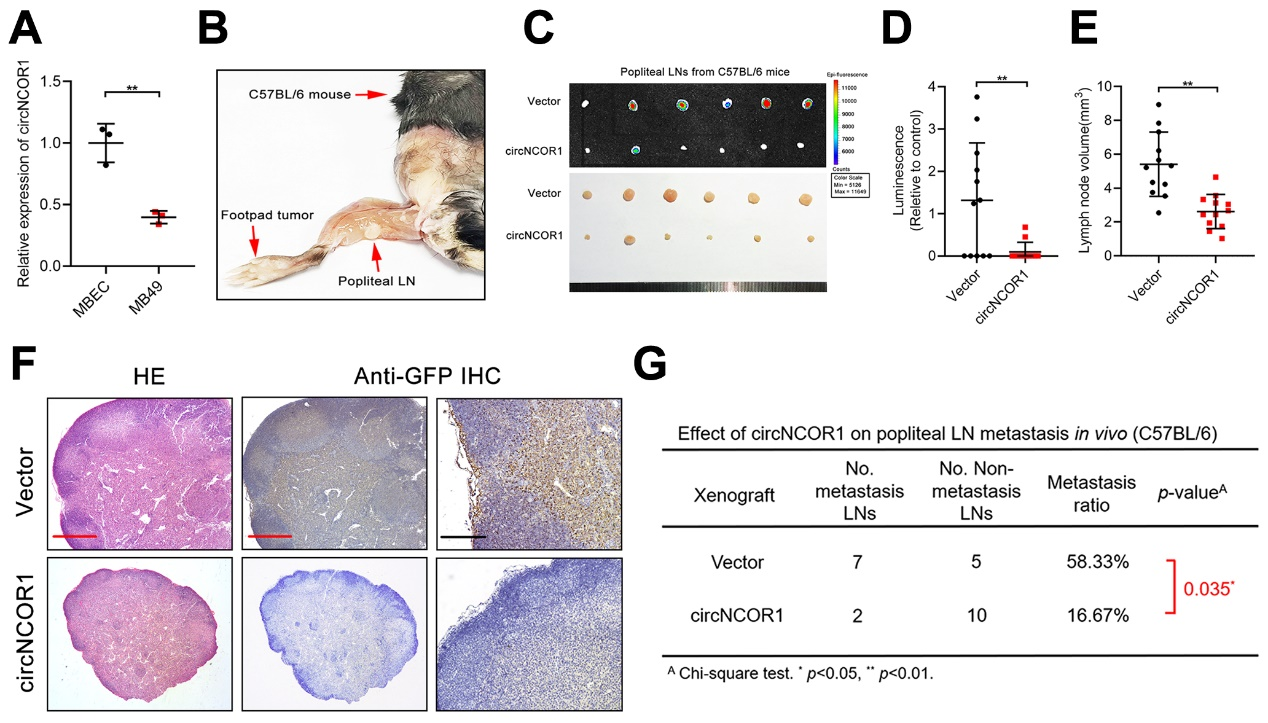 A
Relative expression of circNCOR1
1.5
1.0
0.5
0.0
**
MBEC
MB49
B
C57BL/6 mouse
Footpad tumor
Popliteal LN
C
Popliteal LNs from C57BL/6 mice
Vector
circNCOR1
Vector
circNCOR1
Epi-fluorescence
11000
10000
9000
8000
7000
6000
Counts
Color Scale
Min = 5126
Max = 11649
D
Luminescence
(Reletive to control)
4
3
2
1
0
**
Vector
circNCOR1
E
Lymph node volume(mm³)
10
8
6
4
2
0
**
Vector
circNCOR1
F
HE
Anti-GFP IHC
Vector
circNCOR1
G
Effect of circNCOR1 on popliteal LN metastasis in vivo (C57BL/6)
Xenograft
No.
metastasis
LNs
No. Non-
metastasis
LNs
Metastasis
ratio
p-valueᴬ
Vector 7 5 58.33%
0.035*
circNCOR1 2 10 16.67%
ᴬ Chi-square test. * p<0.05, ** p<0.01.